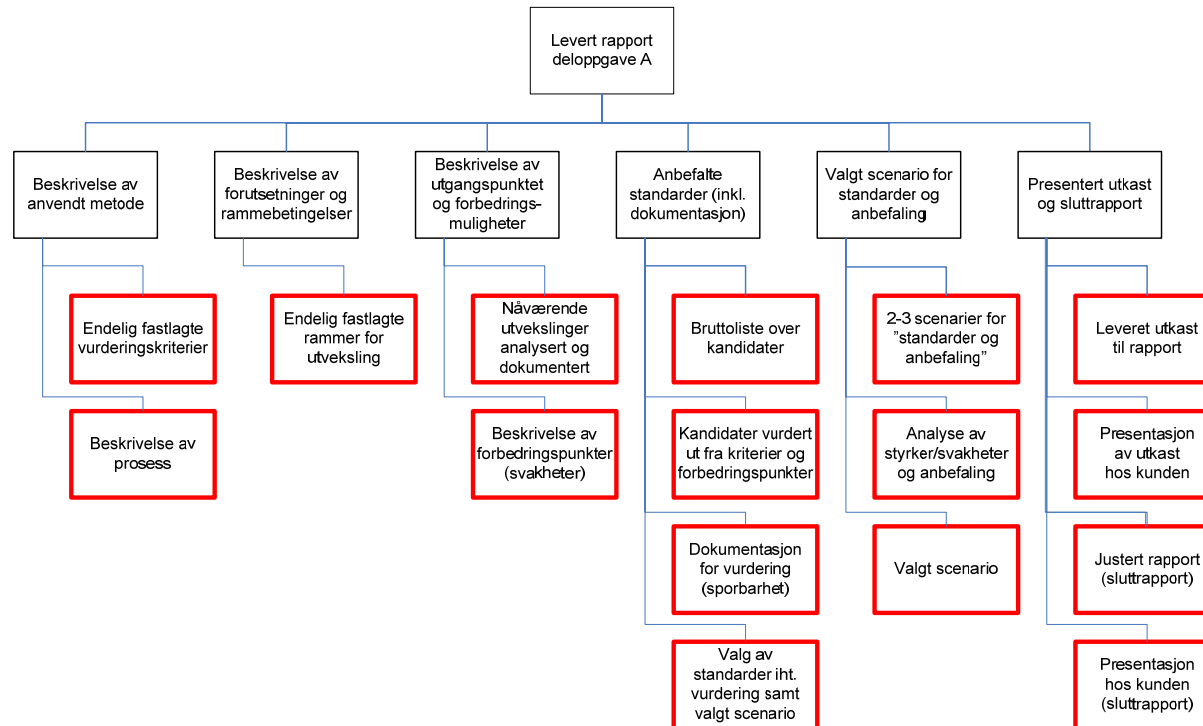 Levert rapport
deloppgave A
Beskrivelse av
anvendt metode
Beskrivelse av
forutsetninger og
rammebetingelser
Beskrivelse av
utgangspunktet
og forbedrings-
muligheter
Anbefalte
standarder (inkl.
dokumentasjon)
Valgt scenario for
standarder og
anbefaling
Presentert utkast
og sluttrapport
Endelig fastlagte
vurderingskriterier
Endelig fastlagte
rammer for
utveksling
Nåværende
utvekslinger
analysert og
dokumentert
Bruttoliste over
kandidater
2-3 scenarier for
”standarder og
anbefaling”
Leveret utkast
til rapport
Beskrivelse av
prosess
Beskrivelse av
forbedringspunkter
(svakheter)
Kandidater vurdert
ut fra kriterier og
forbedringspunkter
Analyse av
styrker/svakheter
og anbefaling
Presentasjon
av utkast
hos kunden
Dokumentasjon
for vurdering
(sporbarhet)
Valgt scenario
Justert rapport
(sluttrapport)
Valg av
standarder iht.
vurdering samt
valgt scenario
Presentasjon
hos kunden
(sluttrapport)